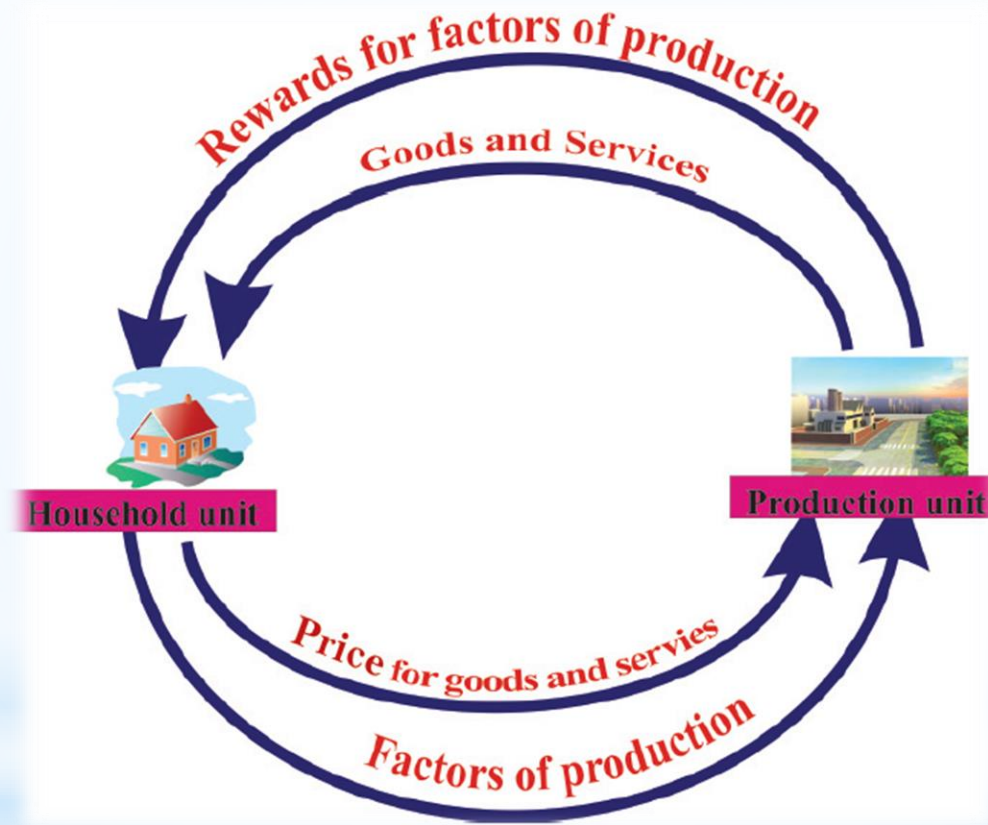 Rewards for factors of production
Goods and Services
Household unit
Production unit
Price for goods and servies
Factors of production